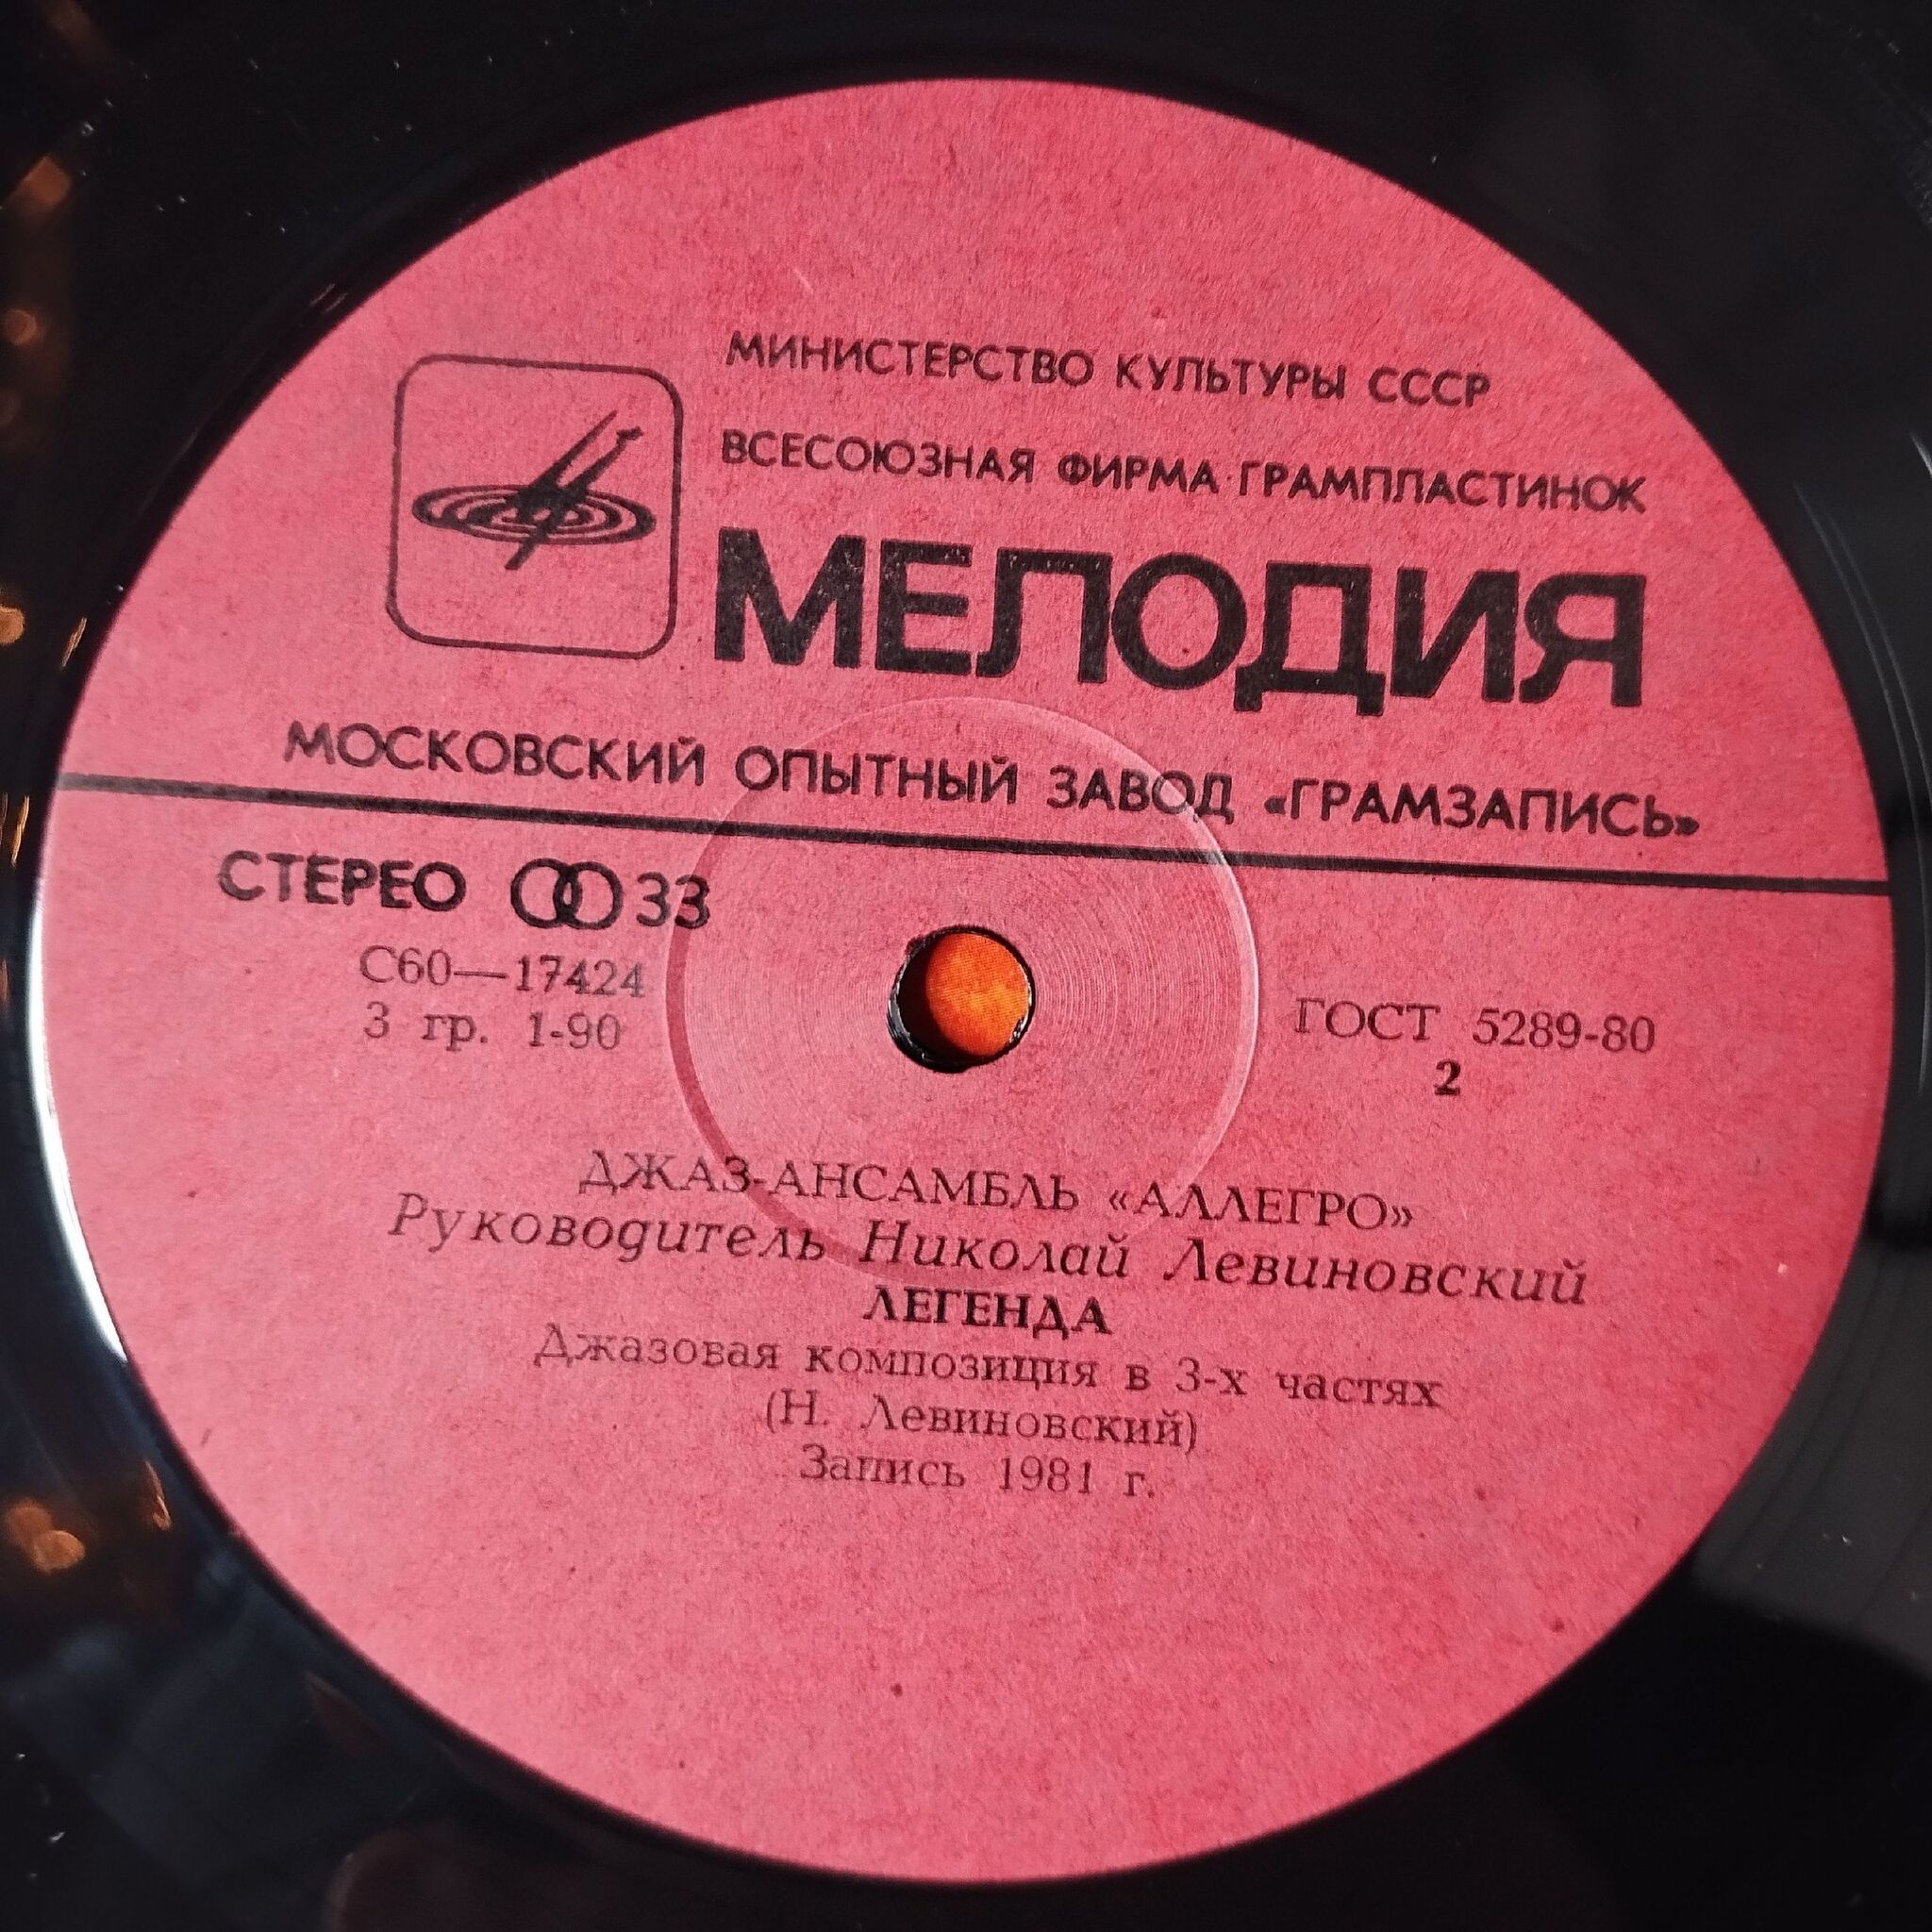 МИНИСТЕРСТВО КУЛЬТУРЫ СССР
ВСЕСОЮЗНАЯ ФИРМА ГРАМПЛАСТИНОК
МЕЛОДИЯ
МОСКОВСКИЙ ОПЫТНЫЙ ЗАВОД «ГРАМЗАПИСЬ»
СТЕРЕО 33
С60—17424
3 гр. 1-90
ГОСТ 5289-80
2
ДЖАЗ-АНСАМБЛЬ «АЛЛЕГРО»
Руководитель Николай Левиновский
ЛЕГЕНДА
Джазовая композиция в 3-х частях
(Н. Левиновский)
Запись 1981 г.